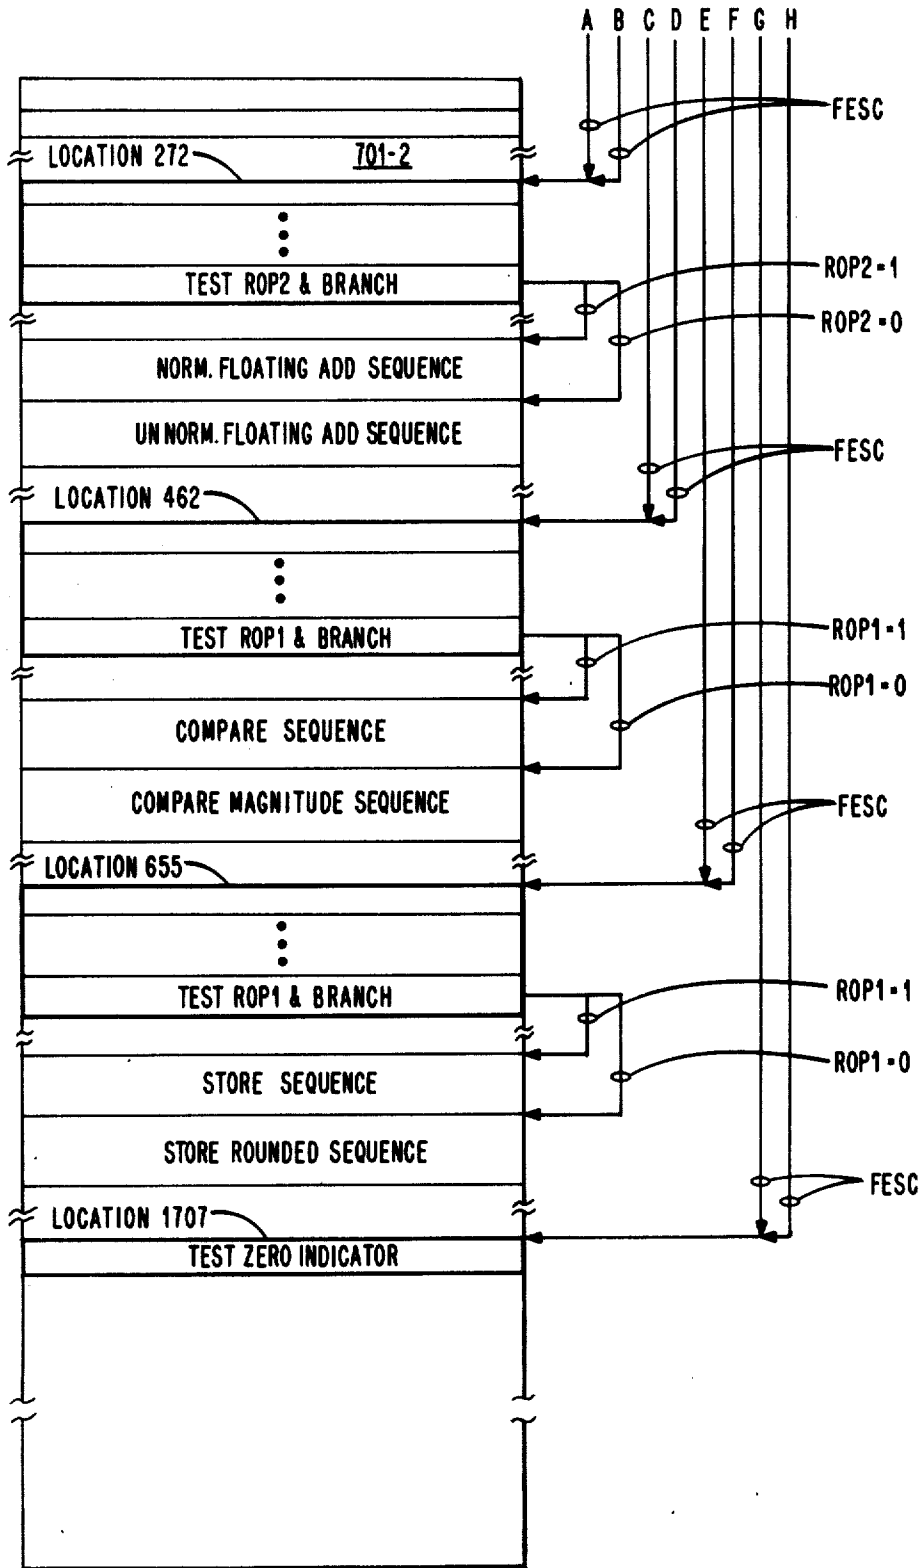 A B C D E F G H
FESC
LOCATION 272 701-2
TEST ROP2 & BRANCH
ROP2=1
ROP2=0
NORM. FLOATING ADD SEQUENCE
UNNORM. FLOATING ADD SEQUENCE
FESC
LOCATION 462
TEST ROP1 & BRANCH
ROP1=1
ROP1=0
COMPARE SEQUENCE
COMPARE MAGNITUDE SEQUENCE
FESC
LOCATION 655
TEST ROP1 & BRANCH
ROP1=1
ROP1=0
STORE SEQUENCE
STORE ROUNDED SEQUENCE
FESC
LOCATION 1707
TEST ZERO INDICATOR